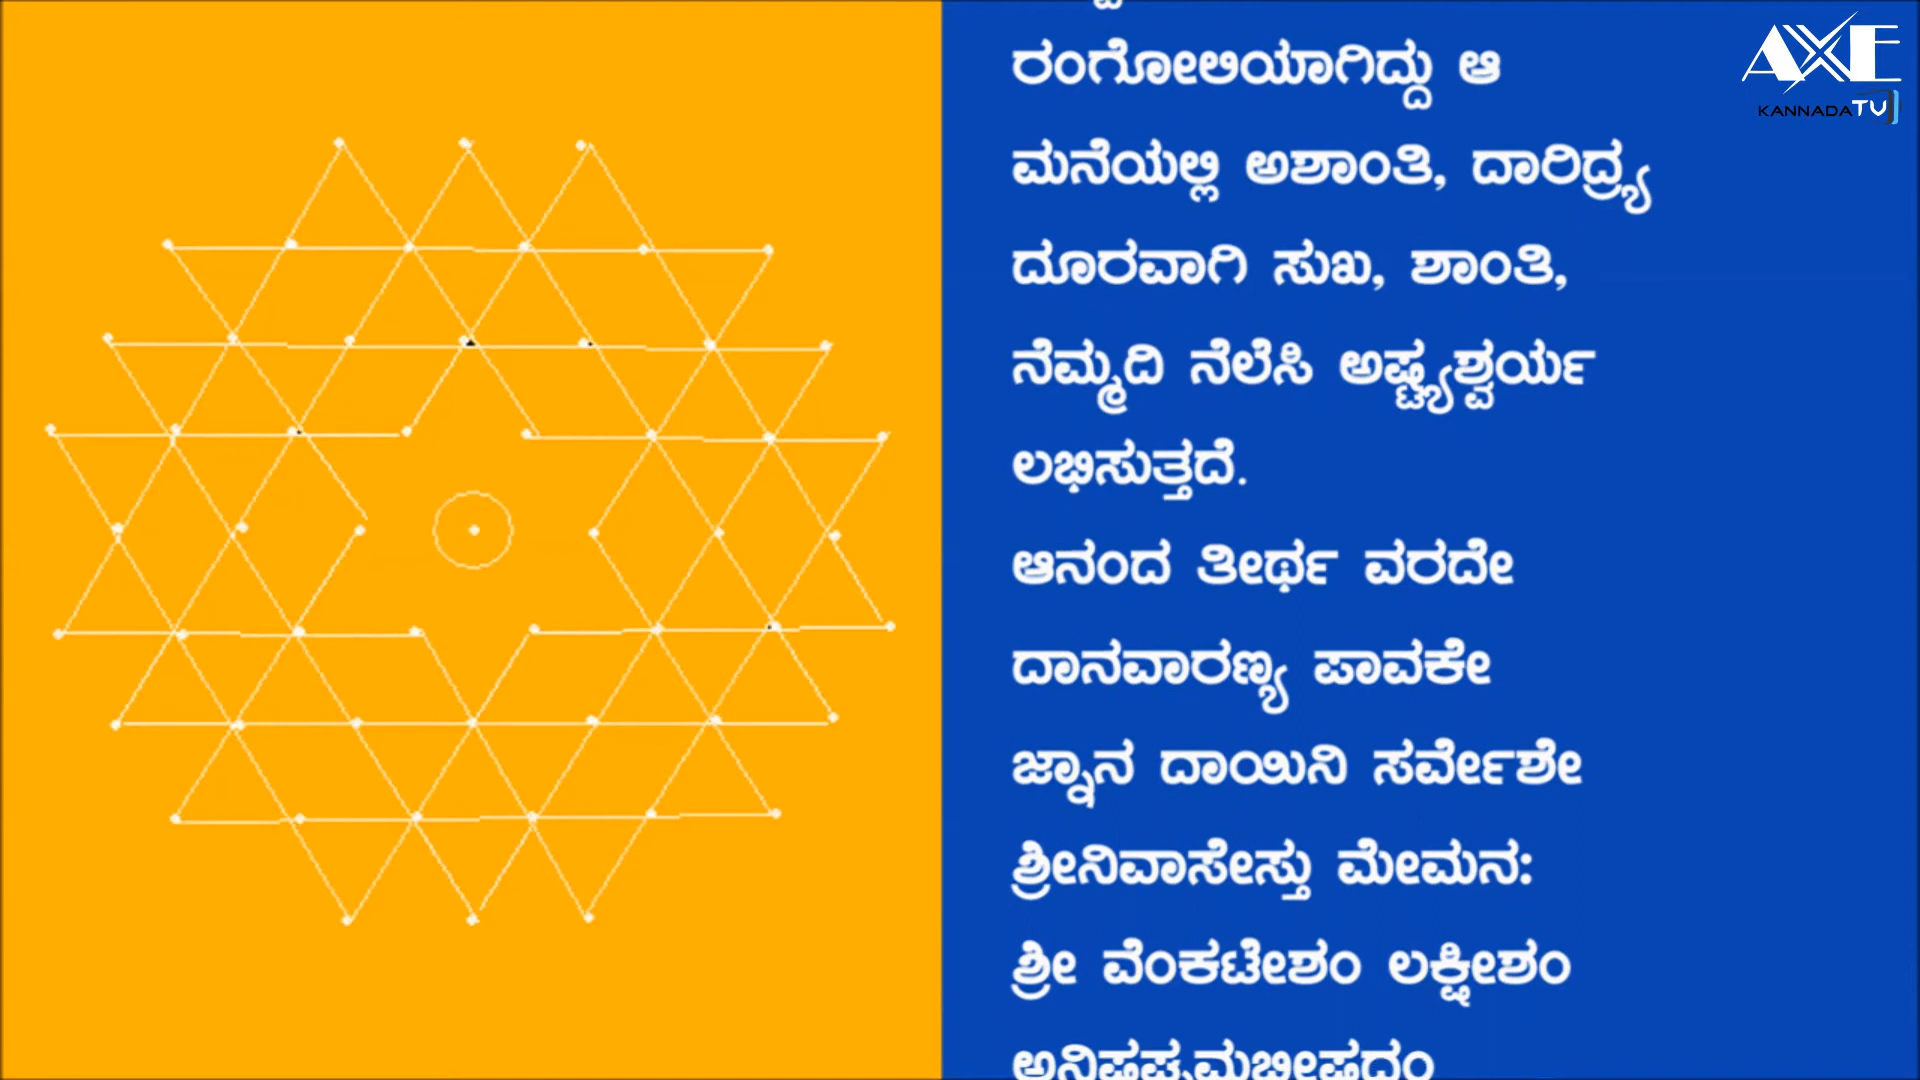 ರಂಗೋಲಿಯಾಗಿದ್ದು ಆ
ಮನೆಯಲ್ಲಿ ಅಶಾಂತಿ, ದಾರಿದ್ರ್ಯ
ದೂರವಾಗಿ ಸುಖ, ಶಾಂತಿ,
ನೆಮ್ಮದಿ ನೆಲೆಸಿ ಅಷ್ಟ್ಯಶ್ವರ್ಯ
ಲಭಿಸುತ್ತದೆ.
ಆನಂದ ತೀರ್ಥ ವರದೇ
ದಾನವಾರಣ್ಯ ಪಾವಕೇ
ಜ್ನಾನ ದಾಯಿನಿ ಸರ್ವೇಶೇ
ಶ್ರೀನಿವಾಸೇಸ್ತು ಮೇಮನ:
ಶ್ರೀ ವೆಂಕಟೇಶಂ ಲಕ್ಷ್ಮೀಶಂ
AXE
KANNADA TV